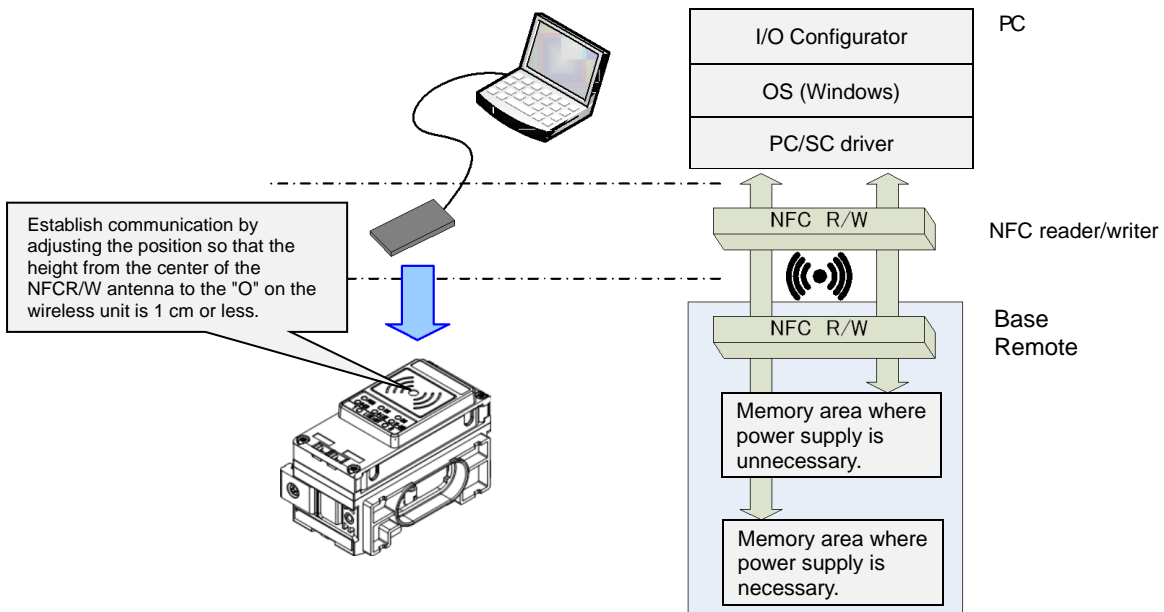 I/O Configurator
PC
OS (Windows)
PC/SC driver
Establish communication by
adjusting the position so that the
height from the center of the
NFCR/W antenna to the "O" on the
wireless unit is 1 cm or less.
NFC R/W
NFC reader/writer
NFC R/W
Base
Remote
Memory area where
power supply is
unnecessary.
Memory area where
power supply is
necessary.